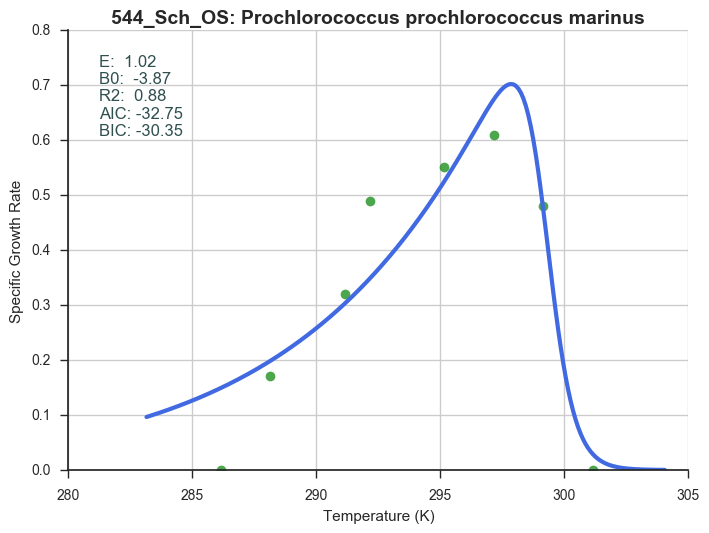 544_Sch_OS: Prochlorococcus prochlorococcus marinus
E: 1.02
B0: -3.87
R2: 0.88
AIC: -32.75
BIC: -30.35
Specific Growth Rate
0.8
0.7
0.6
0.5
0.4
0.3
0.2
0.1
0.0
280 285 290 295 300 305
Temperature (K)